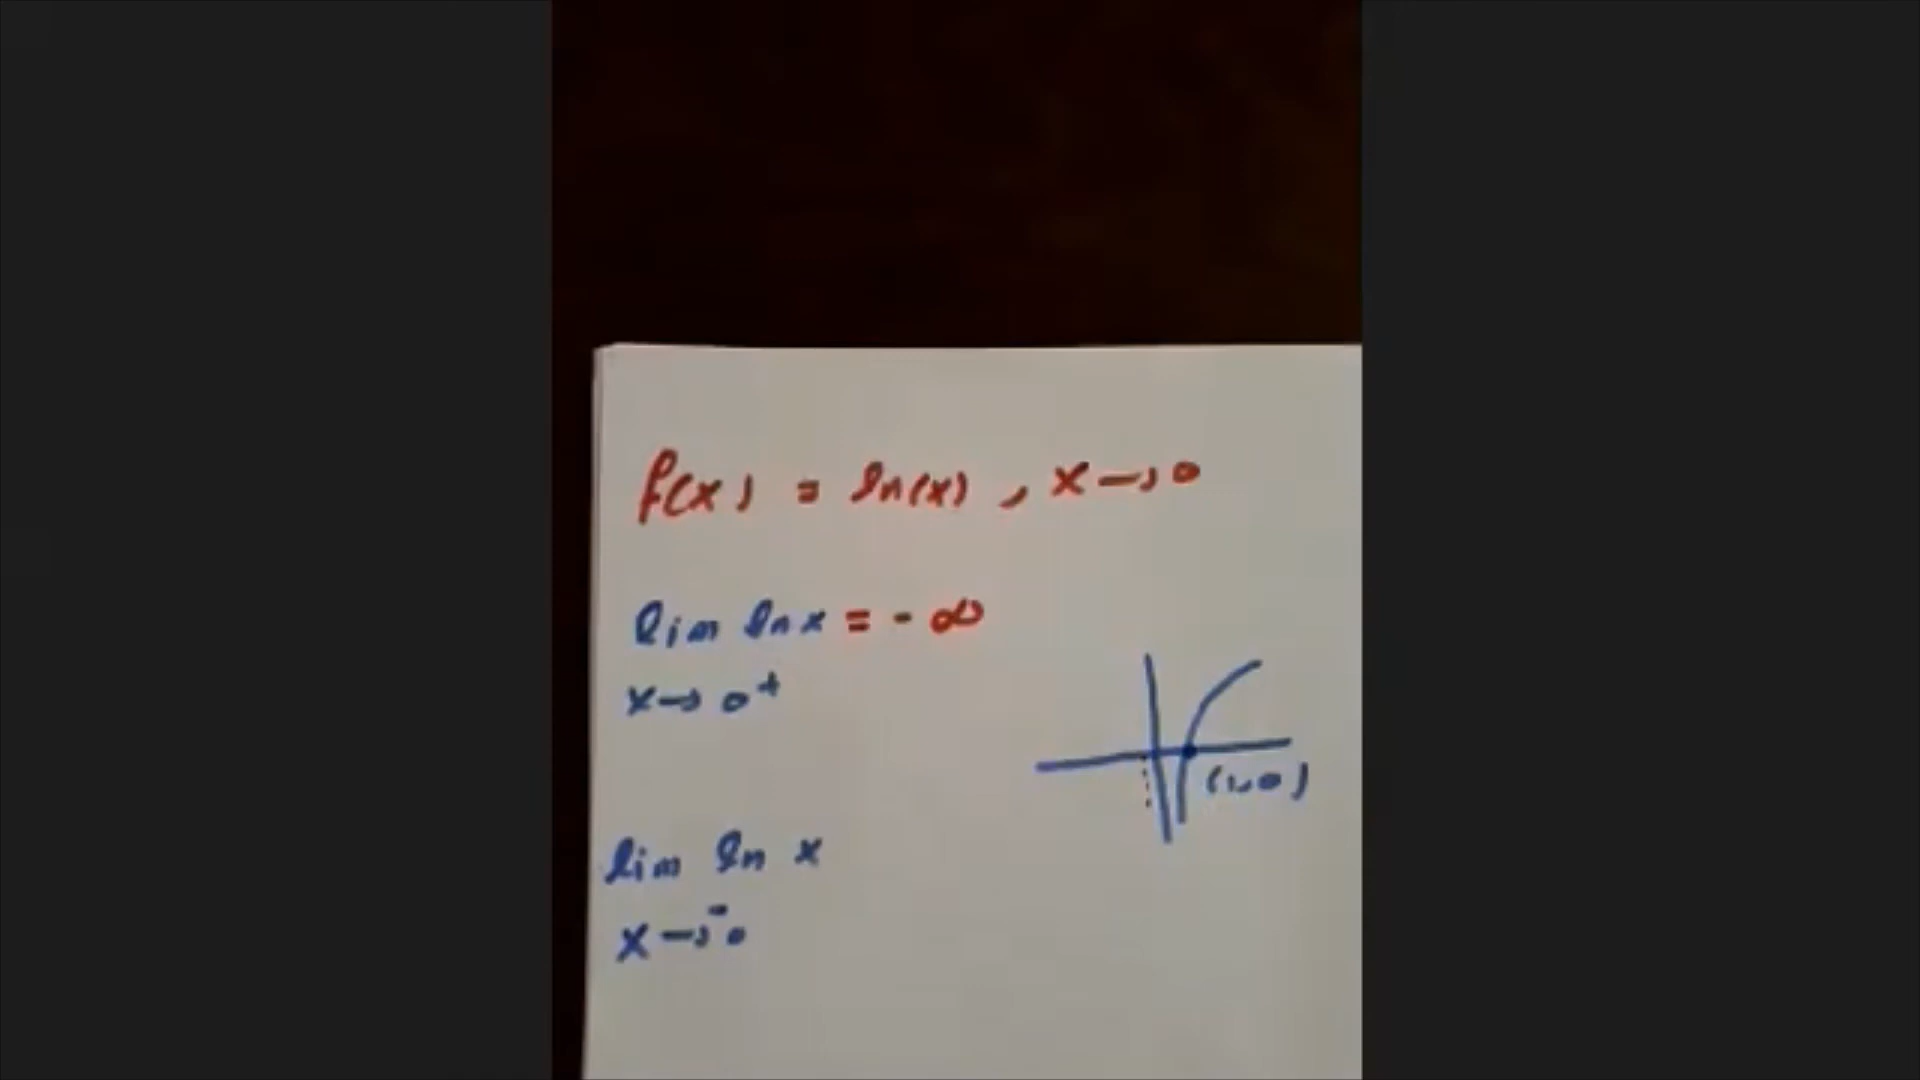 f(x) = ln(x) , x → 0
lim ln x = - ∞
x → 0⁺
(1,0)
lim ln x
x → ⁻0